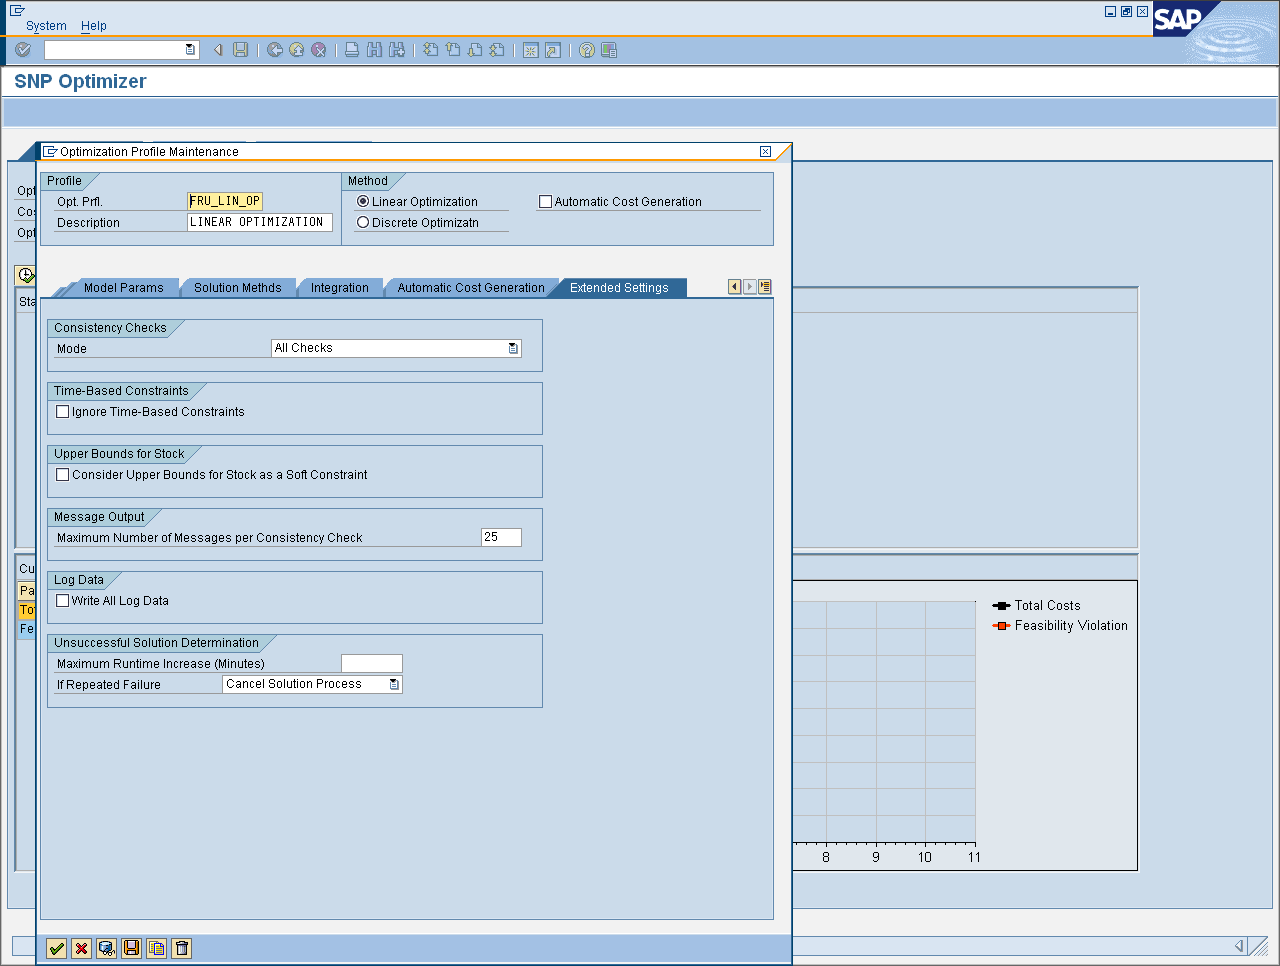 System Help
SAP
SNP Optimizer
Optimization Profile Maintenance
Profile
Method
Opt. Prfl.
FRU_LIN_OP
Linear Optimization
Automatic Cost Generation
Description
LINEAR OPTIMIZATION
Discrete Optimizatn
Opt
Cos
Opt
Model Params
Solution Methds
Integration
Automatic Cost Generation
Extended Settings
Sta
Consistency Checks
Mode
All Checks
Time-Based Constraints
Ignore Time-Based Constraints
Upper Bounds for Stock
Consider Upper Bounds for Stock as a Soft Constraint
Message Output
Maximum Number of Messages per Consistency Check
25
Cu
Log Data
Pa
Write All Log Data
Tot
Fe
Total Costs
Feasibility Violation
Unsuccessful Solution Determination
Maximum Runtime Increase (Minutes)
If Repeated Failure
Cancel Solution Process
8 9 10 11